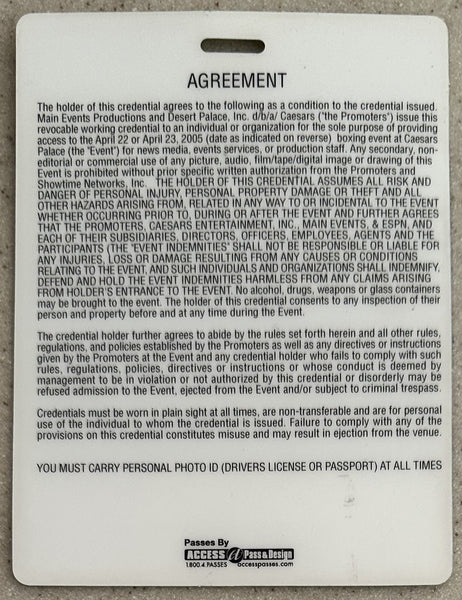 AGREEMENT
The holder of this credential agrees to the following as a condition to the credential issued.
Main Events Productions and Desert Palace, Inc. d/b/a/ Caesars ("the Promoters") issue this
revocable working credential to an individual or organization for the sole purpose of providing
access to the April 22 or April 23, 2005 (date as indicated on reverse) boxing event at Caesars
Palace (the "Event") for news media, events services, or production staff. Any secondary, non-
editorial or commercial use of any picture, audio, film/tape/digital image or drawing of this
Event is prohibited without prior specific written authorization from the Promoters and
Showtime Networks, Inc. THE HOLDER OF THIS CREDENTIAL ASSUMES ALL RISK AND
DANGER OF PERSONAL INJURY, PERSONAL PROPERTY DAMAGE OR THEFT AND ALL
OTHER HAZARDS ARISING FROM, RELATED IN ANY WAY TO OR INCIDENTAL TO THE EVENT
WHETHER OCCURRING PRIOR TO, DURING OR AFTER THE EVENT AND FURTHER AGREES
THAT THE PROMOTERS, CAESARS ENTERTAINMENT, INC., MAIN EVENTS, & ESPN, AND
EACH OF THEIR SUBSIDIARIES, DIRECTORS, OFFICERS, EMPLOYEES, AGENTS AND THE
PARTICIPANTS (THE "EVENT INDEMNITIES" SHALL NOT BE RESPONSIBLE OR LIABLE FOR
ANY INJURIES, LOSS OR DAMAGE RESULTING FROM ANY CAUSES OR CONDITIONS
RELATING TO THE EVENT, AND SUCH INDIVIDUALS AND ORGANIZATIONS SHALL INDEMNIFY,
DEFEND AND HOLD THE EVENT INDEMNITIES HARMLESS FROM ANY CLAIMS ARISING
FROM HOLDER'S ENTRANCE TO THE EVENT. No alcohol, drugs, weapons or glass containers
may be brought to the event. The holder of this credential consents to any inspection of their
person and property before and at any time during the Event.
The credential holder further agrees to abide by the rules set forth herein and all other rules,
regulations, and policies established by the Promoters as well as any directives or instructions
given by the Promoters at the Event and any credential holder who fails to comply with such
rules, regulations, policies, directives or instructions or whose conduct is deemed by
management to be in violation or not authorized by this credential or disorderly may be
refused admission to the Event, ejected from the Event and/or subject to criminal trespass.
Credentials must be worn in plain sight at all times, are non-transferable and are for personal
use of the individual to whom the credential is issued. Failure to comply with any of the
provisions on this credential constitutes misuse and may result in ejection from the venue.
YOU MUST CARRY PERSONAL PHOTO ID (DRIVERS LICENSE OR PASSPORT) AT ALL TIMES
Passes By
ACCESS Pass & Design
1800.4.PASSES accesspasses.com